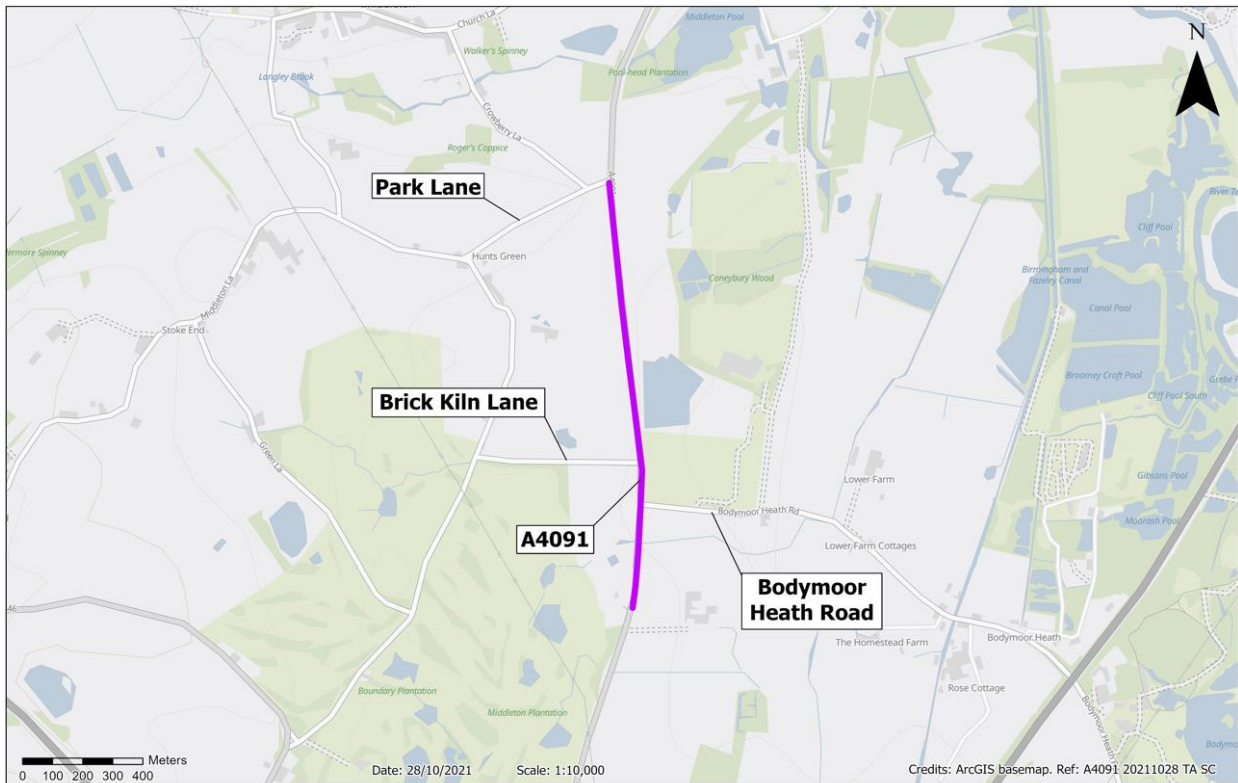 Church La
Middleton Pool
Walker's Spinney
N
Pool-head Plantation
Langley Brook
Crowberry La
Roger's Coppice
Park Lane
Cliff Pool
Hunts Green
Coneybury Wood
Birmingham and
Fazeley Canal
Middleton La
Stoke End
Canal Pool
Broomey Croft Pool
Cliff Pool South
Brick Kiln Lane
Green La
Gibsons Pool
Lower Farm
Bodymoor Heath Rd
Moorash Pool
A4091
Lower Farm Cottages
Bodymoor
Heath Road
The Homestead Farm
Bodymoor Heath
Rose Cottage
Boundary Plantation
Middleton Plantation
Bodymoor Heath
Meters
0 100 200 300 400
Date: 28/10/2021
Scale: 1:10,000
Credits: ArcGIS basemap. Ref: A4091 20211028 TA SC